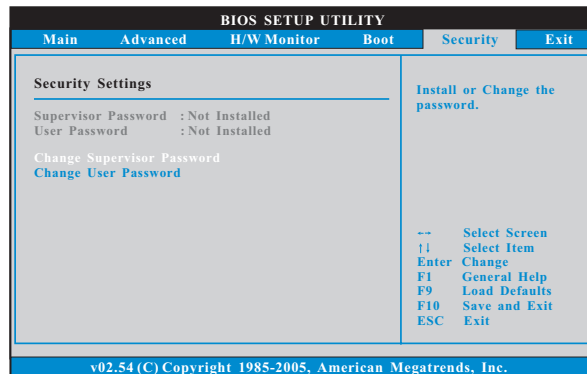 BIOS SETUP UTILITY
Main Advanced H/W Monitor Boot Security Exit
Security Settings
Supervisor Password : Not Installed
User Password : Not Installed
Change Supervisor Password
Change User Password
Install or Change the
password.
←→ Select Screen
↑↓ Select Item
Enter Change
F1 General Help
F9 Load Defaults
F10 Save and Exit
ESC Exit
v02.54 (C) Copyright 1985-2005, American Megatrends, Inc.